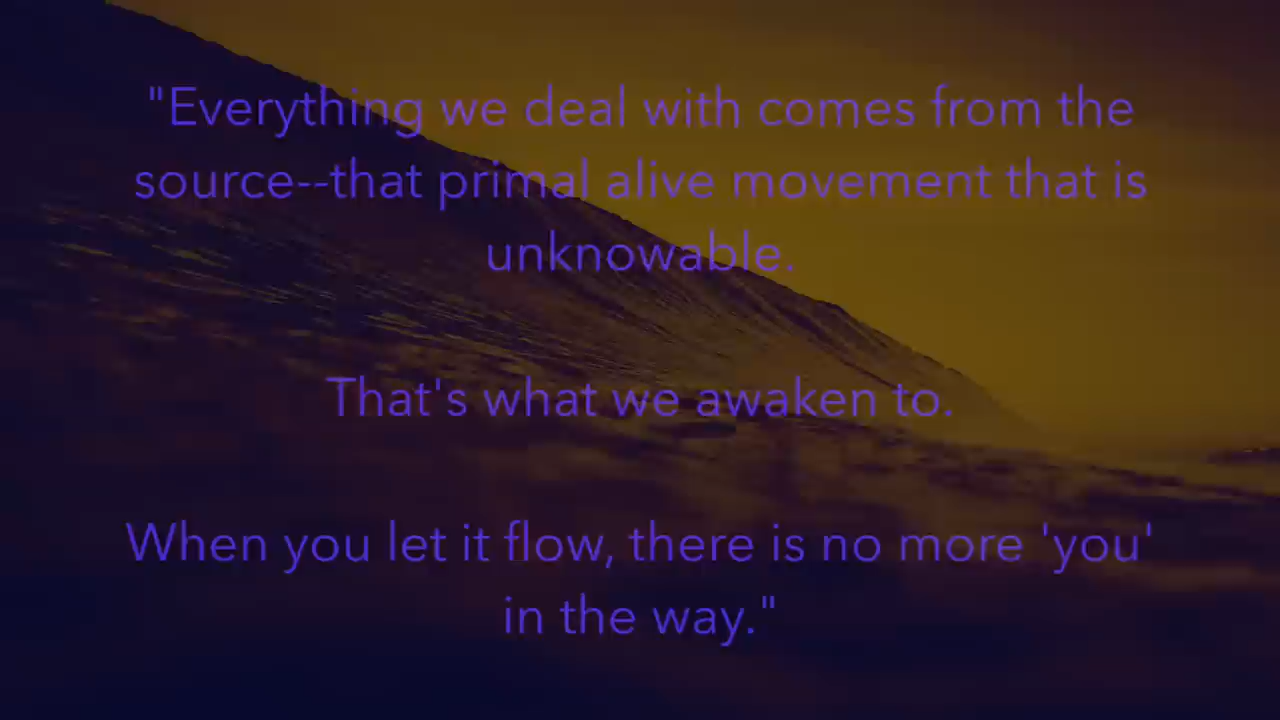 "Everything we deal with comes from the
source--that primal alive movement that is
unknowable.
That's what we awaken to.
When you let it flow, there is no more 'you'
in the way."